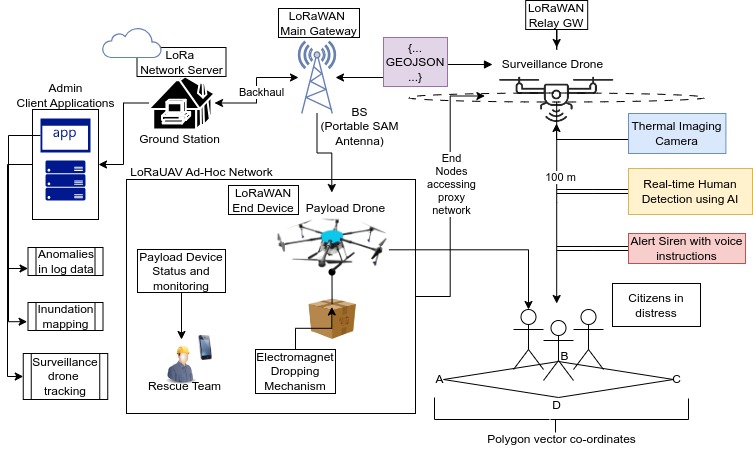 LoRaWAN
Relay GW
LoRaWAN
Main Gateway
{...
GEOJSON
...}
LoRa
Network Server
Surveillance Drone
Admin
Client Applications
Backhaul
app
Ground Station
BS
(Portable SAM
Antenna)
Thermal Imaging
Camera
End
Nodes
accessing
proxy
network
LoRaUAV Ad-Hoc Network
100 m
Real-time Human
Detection using AI
LoRaWAN
End Device
Payload Drone
Alert Siren with voice
instructions
Payload Device
Status and
monitoring
Anomalies
in log data
Citizens in
distress
Inundation
mapping
Electromagnet
Dropping
Mechanism
Surveillance
drone
tracking
Rescue Team
B
A
C
D
Polygon vector co-ordinates